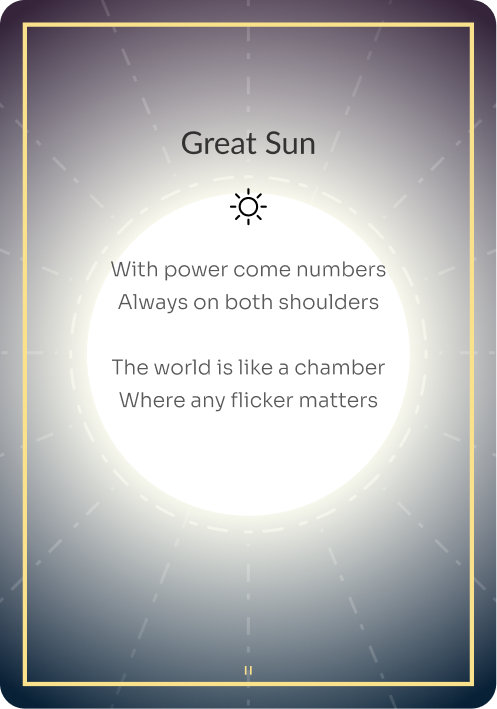 Great Sun
With power come numbers
Always on both shoulders
The world is like a chamber
Where any flicker matters
II